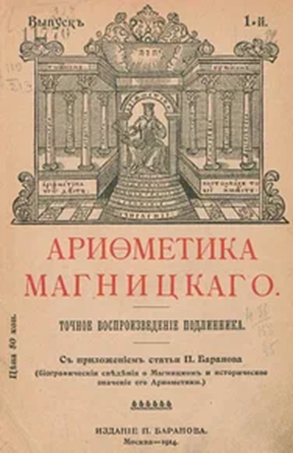 Выпускъ 1-й.
АРИѲМЕТИКА
МАГНИЦКАГО.
ТОЧНОЕ ВОСПРОИЗВЕДЕНІЕ ПОДЛИННИКА.
Съ приложеніемъ статьи П. Баранова
(Біографическія свѣдѣнія о Магницкомъ и историческое
значеніе его Ариѳметики.)
Цѣна 50 коп.
ИЗДАНІЕ П. БАРАНОВА.
Москва—1914.